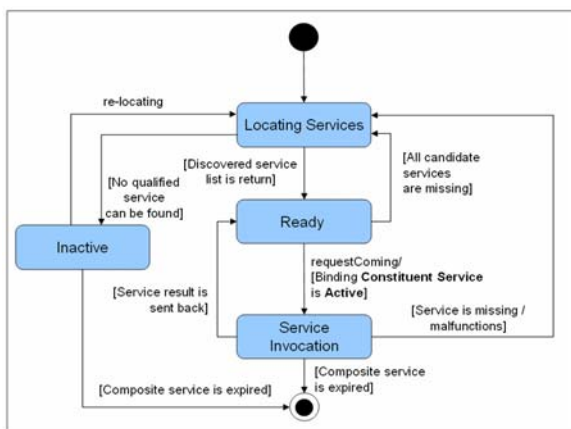 re-locating
Locating Services
[No qualified
service
can be found]
[Discovered service
list is return]
[All candidate
services
are missing]
Inactive
Ready
[Service result is
sent back]
requestComing/
[Binding Constituent Service
is Active]
[Service is missing /
malfunctions]
Service
Invocation
[Composite service is expired]
[Composite service
is expired]